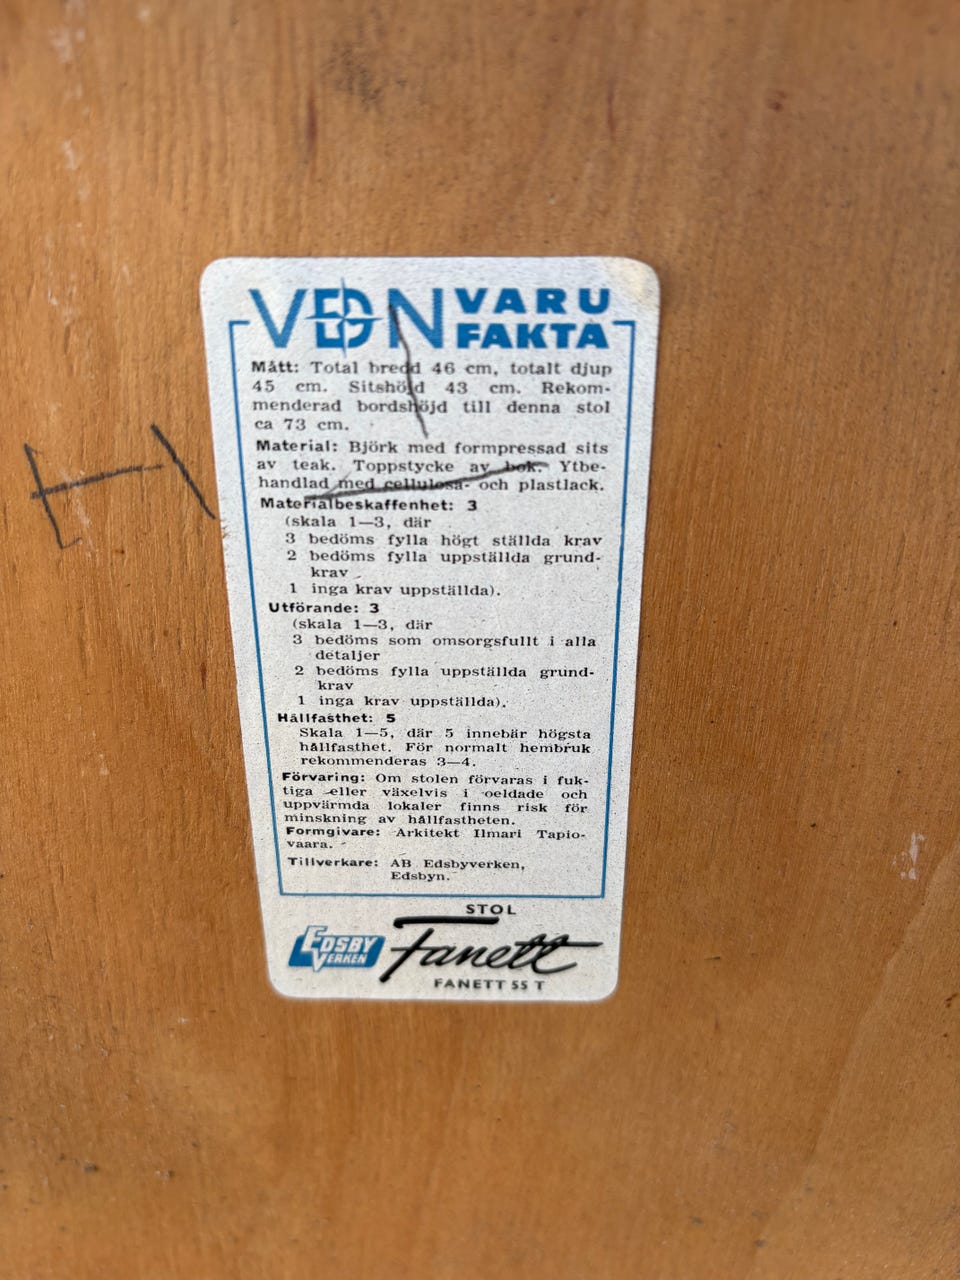 VDN VARU
FAKTA
Mått: Total bredd 46 cm, totalt djup
45 cm. Sitshöjd 43 cm. Rekom-
menderad bordshöjd till denna stol
ca 73 cm.
Material: Björk med formpressad sits
av teak. Toppstycke av bok. Ytbe-
handlad med cellulosa- och plastlack.
Materialbeskaffenhet: 3
(skala 1—3, där
3 bedöms fylla högt ställda krav
2 bedöms fylla uppställda grund-
krav
1 inga krav uppställda).
Utförande: 3
(skala 1—3, där
3 bedöms som omsorgsfullt i alla
detaljer
2 bedöms fylla uppställda grund-
krav
1 inga krav uppställda).
Hållfasthet: 5
Skala 1—5, där 5 innebär högsta
hållfasthet. För normalt hembruk
rekommenderas 3—4.
Förvaring: Om stolen förvaras i fuk-
tiga eller växelvis i oeldade och
uppvärmda lokaler finns risk för
minskning av hållfastheten.
Formgivare: Arkitekt Ilmari Tapio-
vaara.
Tillverkare: AB Edsbyverken,
Edsbyn.
STOL
EDSBY
VERKEN
Fanett
FANETT 55 T